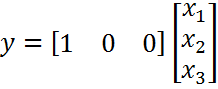 y = [1 0 0] [x₁ x₂ x₃]